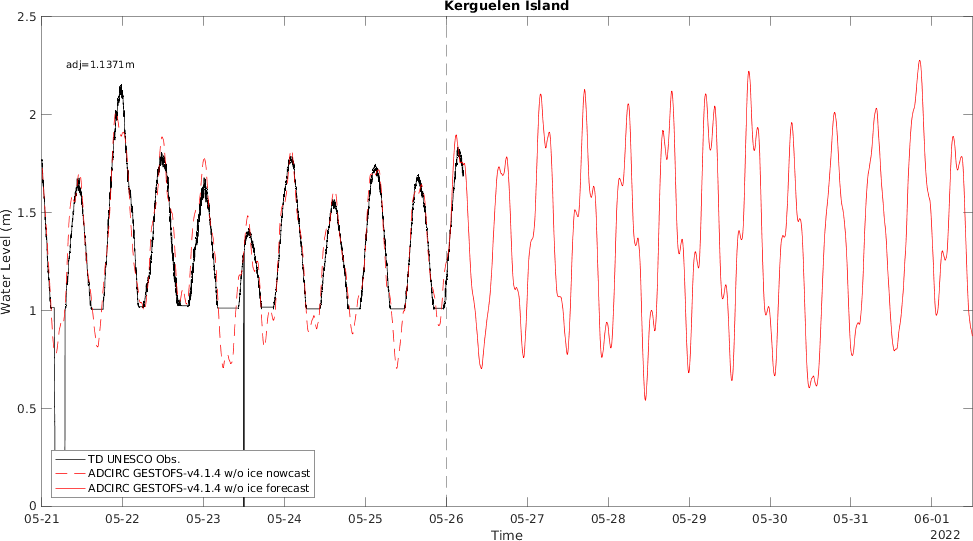 Kerguelen Island
2.5
adj=1.1371m
2
1.5
Water Level (m)
1
0.5
TD UNESCO Obs.
ADCIRC GESTOFS-v4.1.4 w/o ice nowcast
ADCIRC GESTOFS-v4.1.4 w/o ice forecast
0
05-21 05-22 05-23 05-24 05-25 05-26 05-27 05-28 05-29 05-30 05-31 06-01
Time
2022